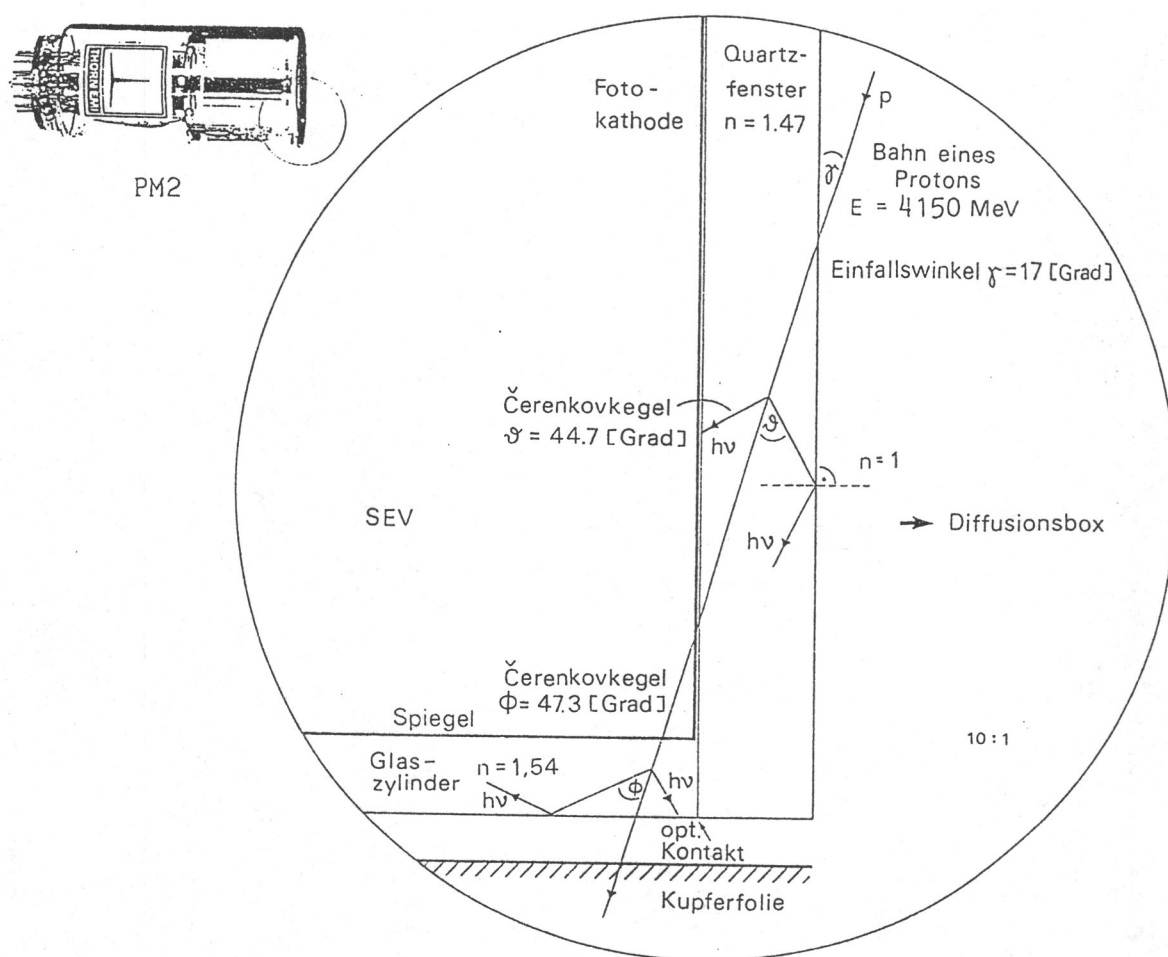 PM2
THORN EMI
Foto-
kathode
Quartz-
fenster
n = 1.47
p
γ
Bahn eines
Protons
E = 4150 MeV
Einfallswinkel γ = 17 [Grad]
Čerenkovkegel
ϑ = 44.7 [Grad]
hν
ϑ
n = 1
hν
SEV
→ Diffusionsbox
Čerenkovkegel
Φ = 47.3 [Grad]
Spiegel
10 : 1
Glas-
zylinder
n = 1,54
hν
ϕ
hν
opt.
Kontakt
Kupferfolie